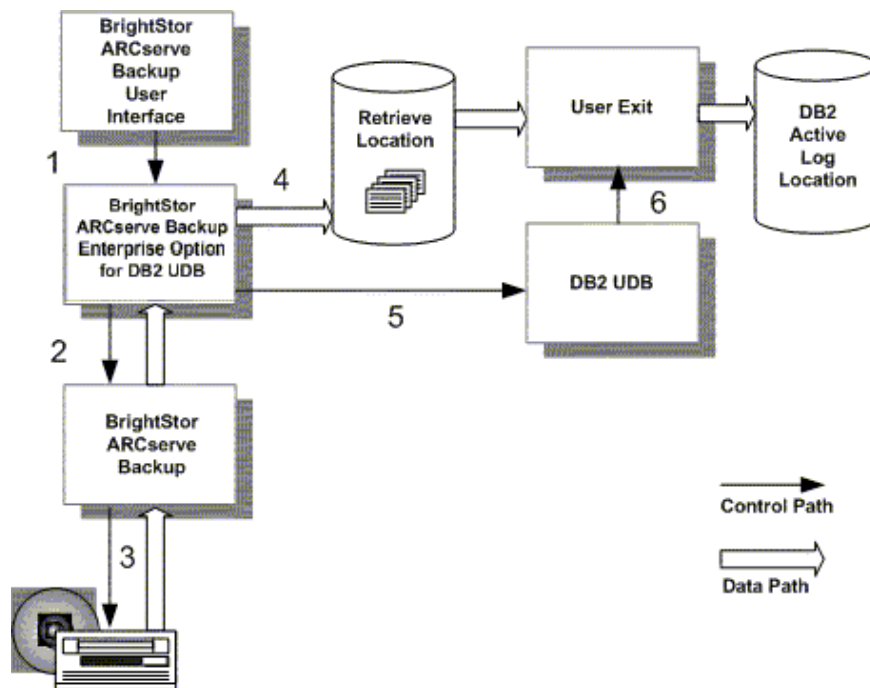 BrightStor
ARCserve
Backup
User
Interface
1
BrightStor
ARCserve Backup
Enterprise Option
for DB2 UDB
4
Retrieve
Location
User Exit
DB2
Active
Log
Location
6
DB2 UDB
5
2
BrightStor
ARCserve
Backup
3
Control Path
Data Path